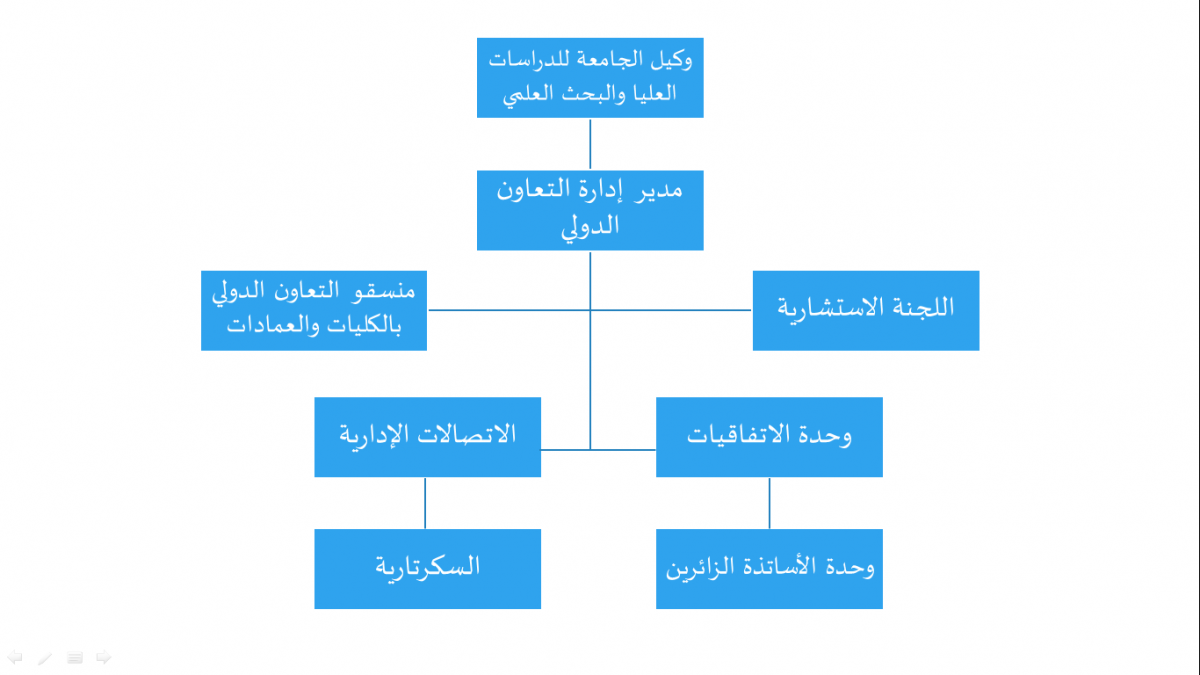 وكيل الجامعة للدراسات
العليا والبحث العلمي
مدير إدارة التعاون
الدولي
اللجنة الاستشارية
منسقو التعاون الدولي
بالكليات والعمادات
وحدة الاتفاقيات
الاتصالات الإدارية
وحدة الأساتذة الزائرين
السكرتارية